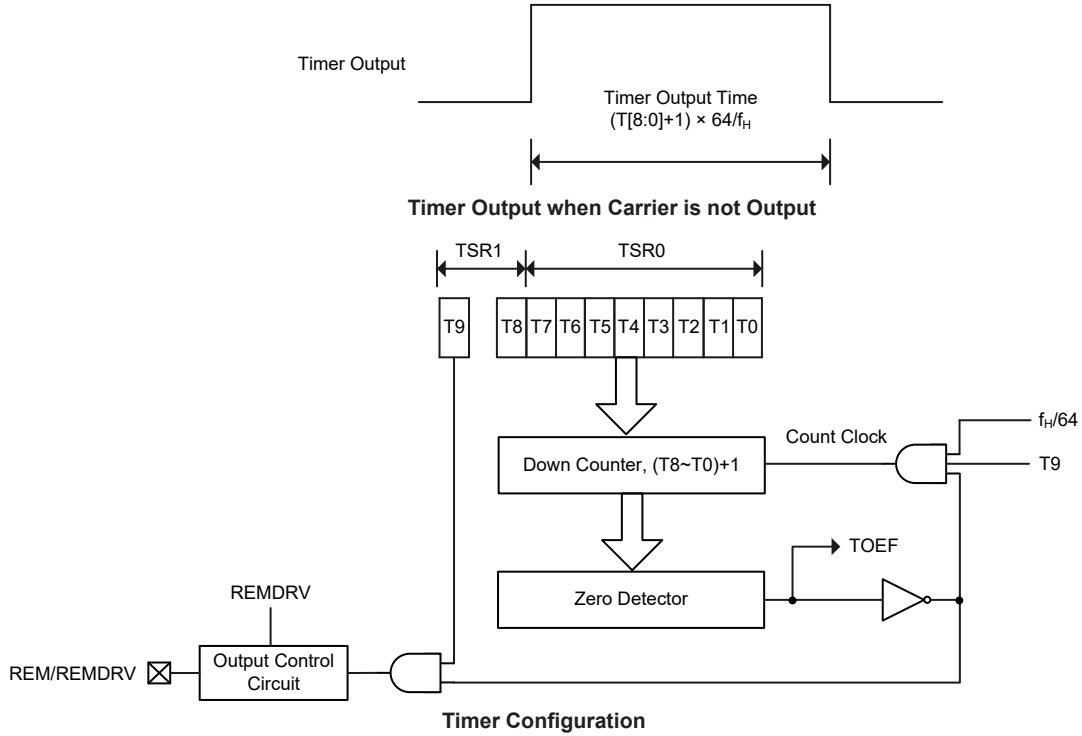 Timer Output
Timer Output Time
(T[8:0]+1) × 64/fH
Timer Output when Carrier is not Output
TSR1 TSR0
T9 T8 T7 T6 T5 T4 T3 T2 T1 T0
fH/64
Count Clock
Down Counter, (T8~T0)+1
T9
TOEF
Zero Detector
REMDRV
Output Control
Circuit
REM/REMDRV
Timer Configuration